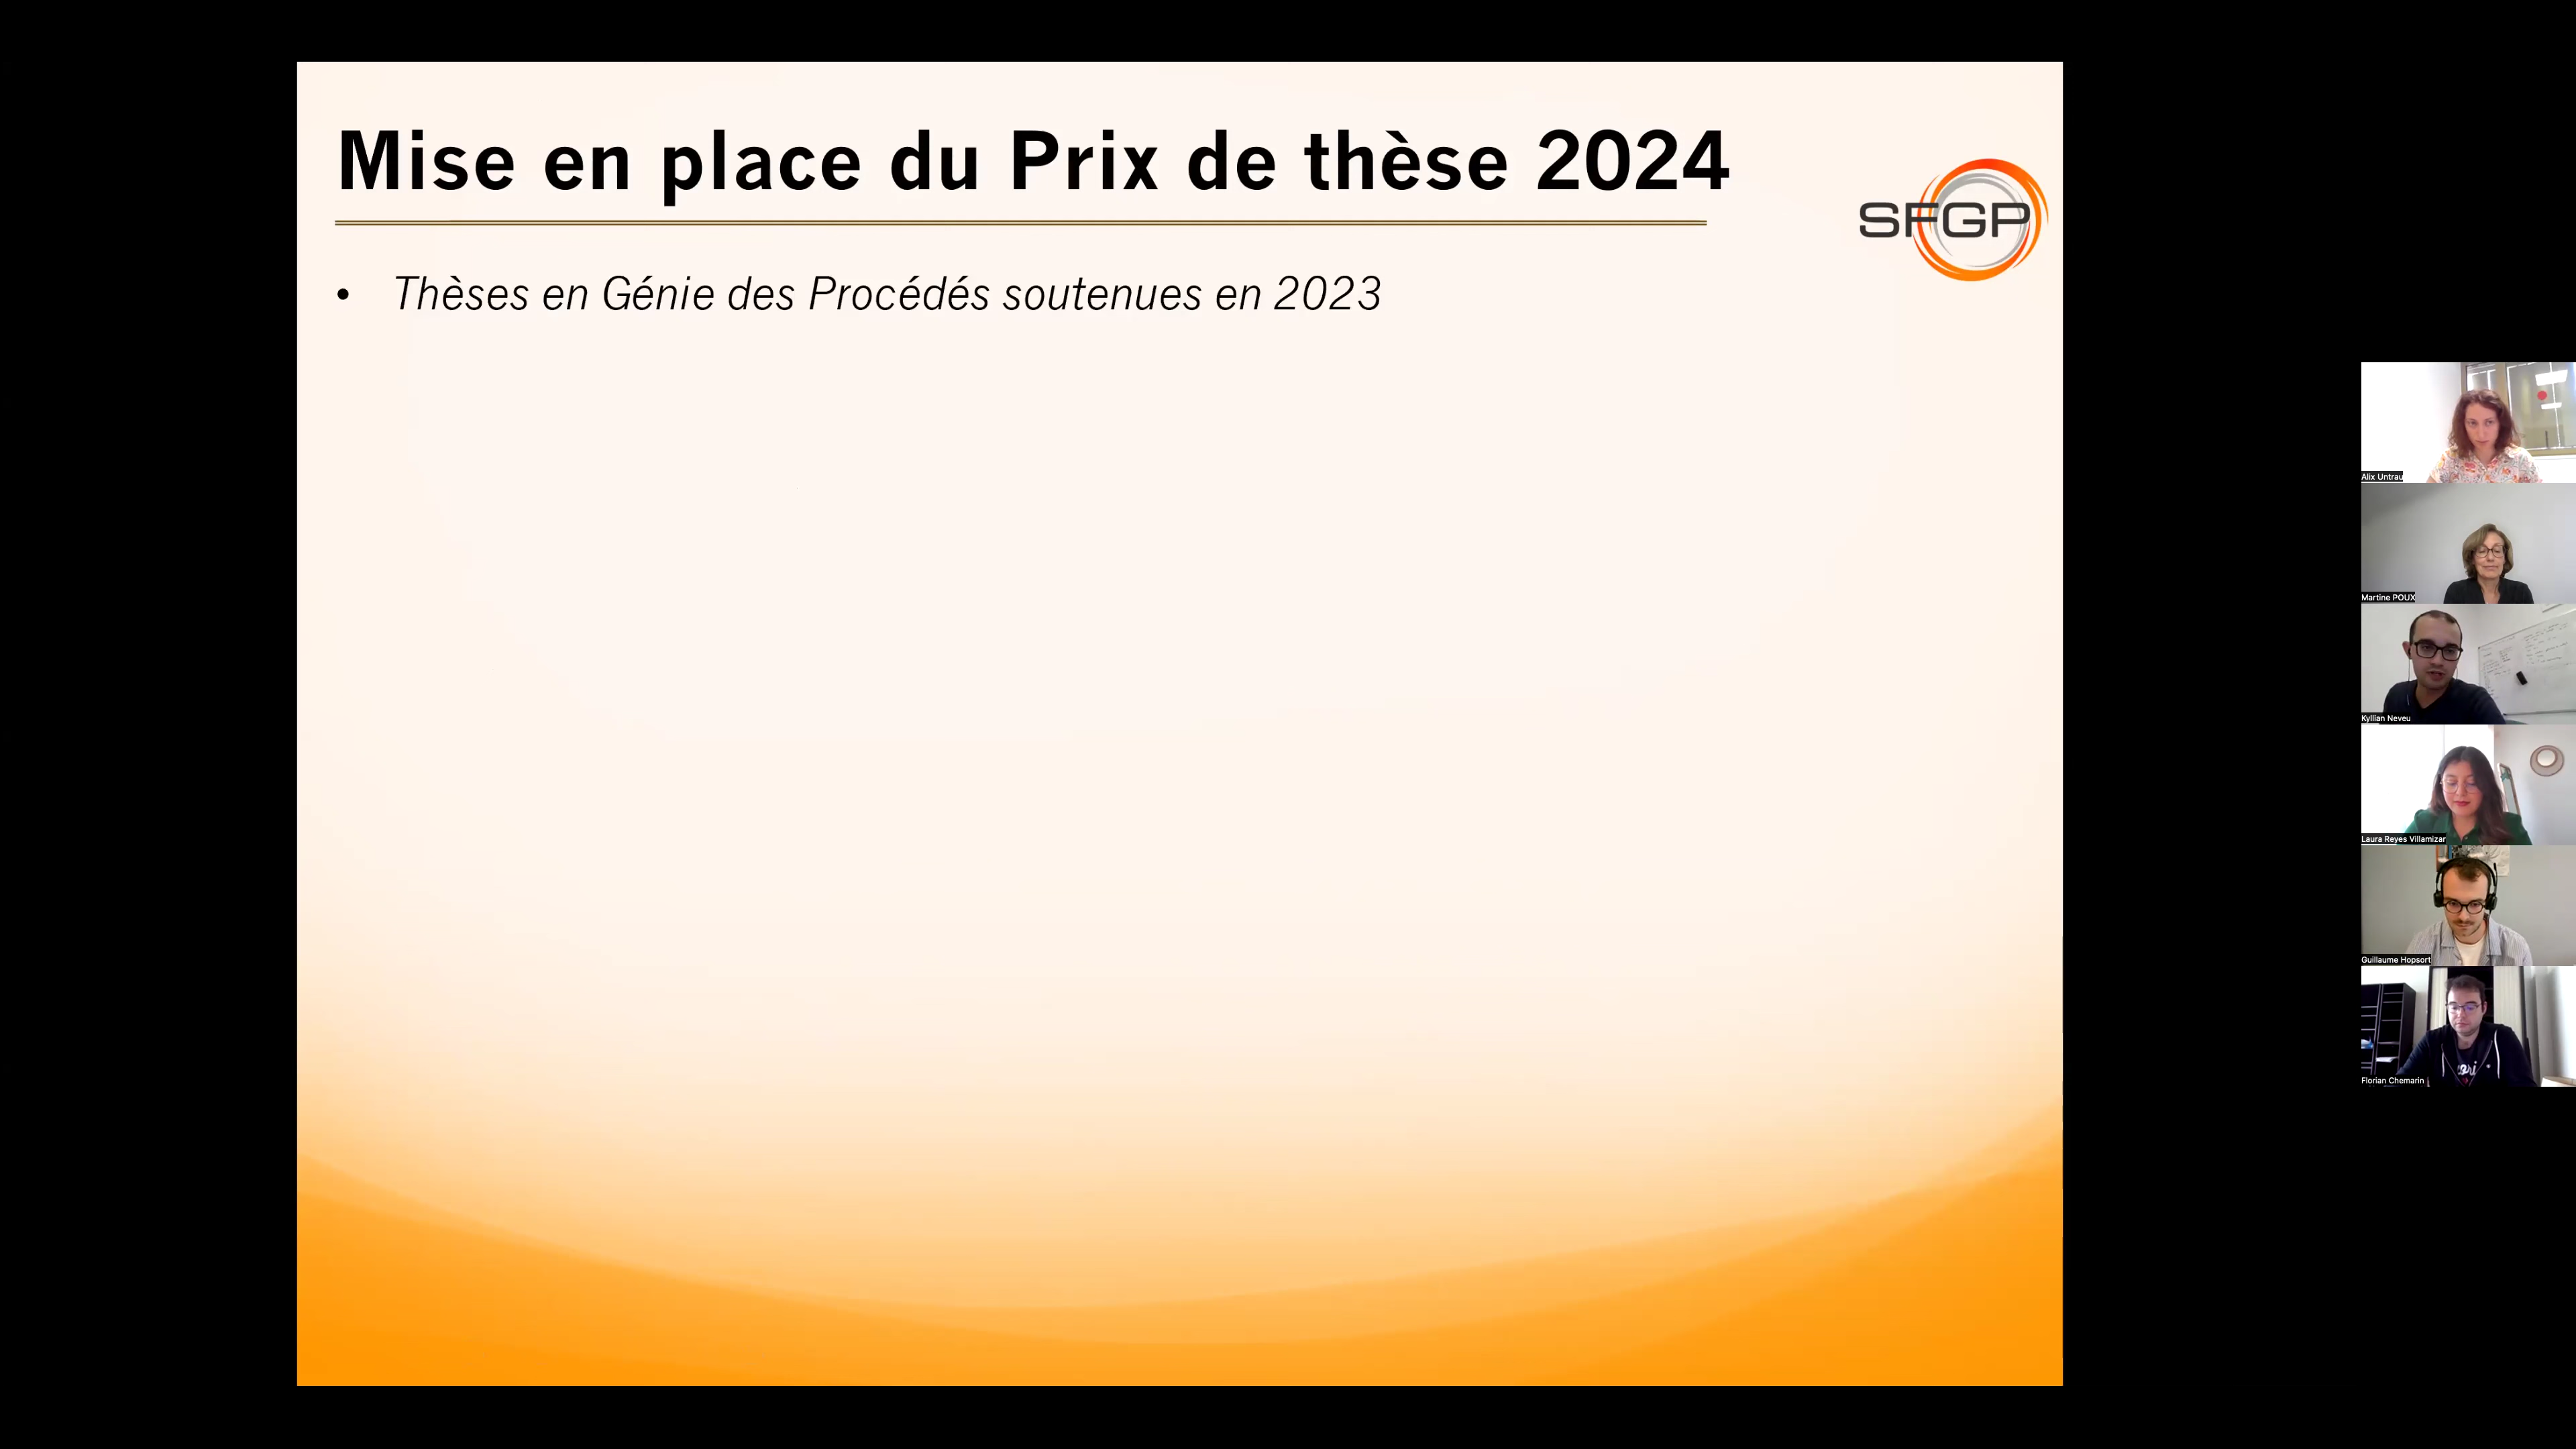 Mise en place du Prix de thèse 2024
SFGP
• Thèses en Génie des Procédés soutenues en 2023
Alix Untrau
Martine POUX
Kyllian Neveu
Laura Reyes Villamizar
Guillaume Hopsort
Florian Chemarin